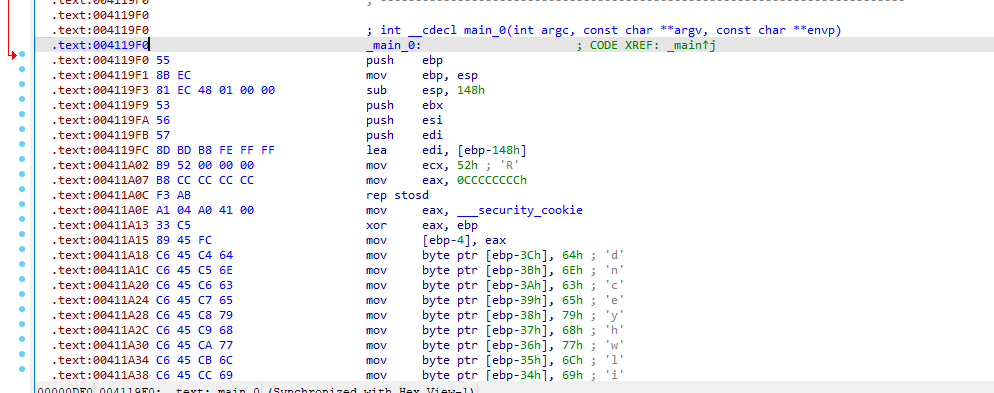 .text:004119F0 ; ---------------------------------------------------------------------------
.text:004119F0
.text:004119F0 ; int __cdecl main_0(int argc, const char **argv, const char **envp)
.text:004119F0 _main_0: ; CODE XREF: _main↑j
.text:004119F0 55 push ebp
.text:004119F1 8B EC mov ebp, esp
.text:004119F3 81 EC 48 01 00 00 sub esp, 148h
.text:004119F9 53 push ebx
.text:004119FA 56 push esi
.text:004119FB 57 push edi
.text:004119FC 8D BD B8 FE FF FF lea edi, [ebp-148h]
.text:00411A02 B9 52 00 00 00 mov ecx, 52h ; 'R'
.text:00411A07 B8 CC CC CC CC mov eax, 0CCCCCCCCh
.text:00411A0C F3 AB rep stosd
.text:00411A0E A1 04 A0 41 00 mov eax, ___security_cookie
.text:00411A13 33 C5 xor eax, ebp
.text:00411A15 89 45 FC mov [ebp-4], eax
.text:00411A18 C6 45 C4 64 mov byte ptr [ebp-3Ch], 64h ; 'd'
.text:00411A1C C6 45 C5 6E mov byte ptr [ebp-3Bh], 6Eh ; 'n'
.text:00411A20 C6 45 C6 63 mov byte ptr [ebp-3Ah], 63h ; 'c'
.text:00411A24 C6 45 C7 65 mov byte ptr [ebp-39h], 65h ; 'e'
.text:00411A28 C6 45 C8 79 mov byte ptr [ebp-38h], 79h ; 'y'
.text:00411A2C C6 45 C9 68 mov byte ptr [ebp-37h], 68h ; 'h'
.text:00411A30 C6 45 CA 77 mov byte ptr [ebp-36h], 77h ; 'w'
.text:00411A34 C6 45 CB 6C mov byte ptr [ebp-35h], 6Ch ; 'l'
.text:00411A38 C6 45 CC 69 mov byte ptr [ebp-34h], 69h ; 'i'
00000DF0 004119F0: .text: main_0 (Synchronized with Hex View-1)